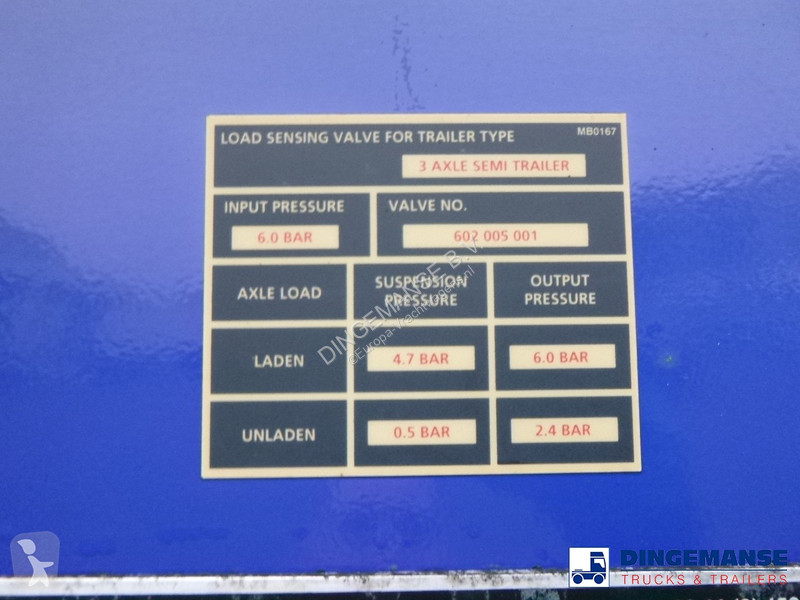 LOAD SENSING VALVE FOR TRAILER TYPE
MB0167
3 AXLE SEMI TRAILER
INPUT PRESSURE
6.0 BAR
VALVE NO.
602 005 001
AXLE LOAD
SUSPENSION
PRESSURE
OUTPUT
PRESSURE
LADEN
4.7 BAR
6.0 BAR
UNLADEN
0.5 BAR
2.4 BAR
DINGEMANSE B.V.
DINGEMANSE
TRUCKS & TRAILERS